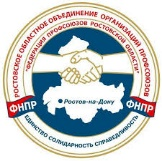 РОСТОВСКОЕ ОБЛАСТНОЕ ОБЪЕДИНЕНИЕ ОРГАНИЗАЦИЙ ПРОФСОЮЗОВ
"ФЕДЕРАЦИЯ ПРОФСОЮЗОВ РОСТОВСКОЙ ОБЛАСТИ"
Ростов-на-Дону
ФНПР
ФНПР
ЕДИНСТВО СОЛИДАРНОСТЬ СПРАВЕДЛИВОСТЬ